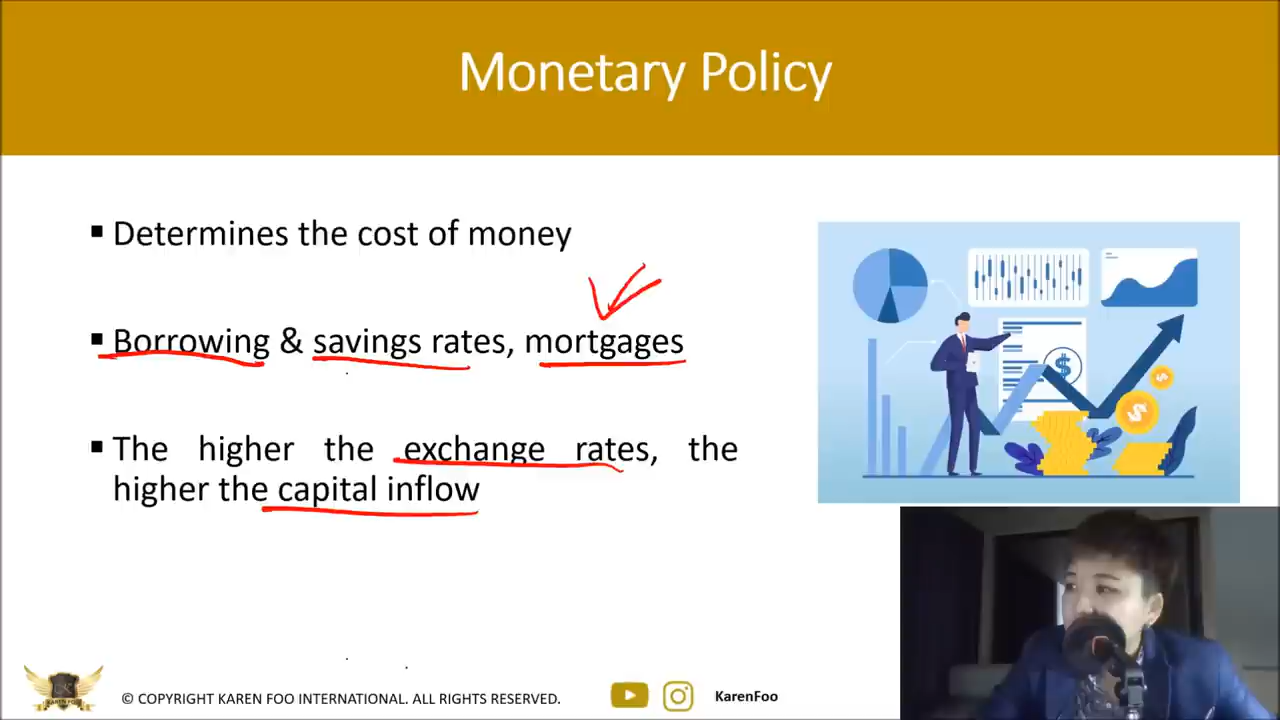 Monetary Policy
▪ Determines the cost of money
▪ Borrowing & savings rates, mortgages
▪ The higher the exchange rates, the
higher the capital inflow
© COPYRIGHT KAREN FOO INTERNATIONAL. ALL RIGHTS RESERVED.
KarenFoo